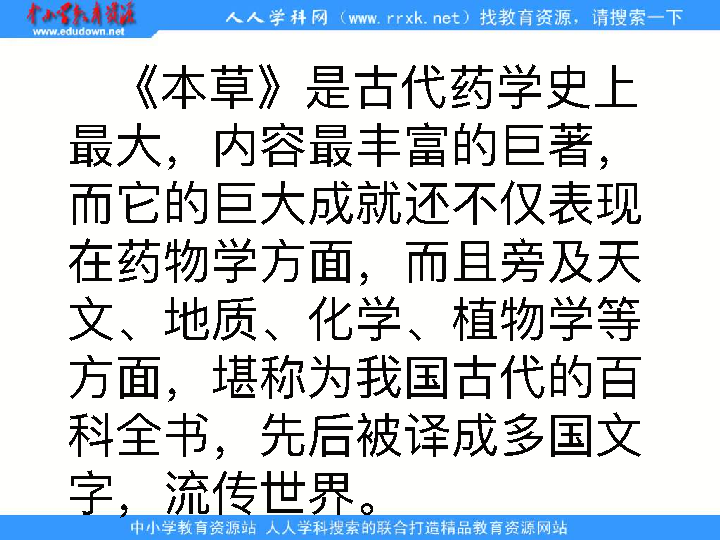 中小学教育资源
www.edudown.net
人人学科网（www.rrxk.net）找教育资源，请搜索一下
《本草》是古代药学史上
最大，内容最丰富的巨著，
而它的巨大成就还不仅表现
在药物学方面，而且旁及天
文、地质、化学、植物学等
方面，堪称为我国古代的百
科全书，先后被译成多国文
字，流传世界。
中小学教育资源站 人人学科搜索的联合打造精品教育资源网站